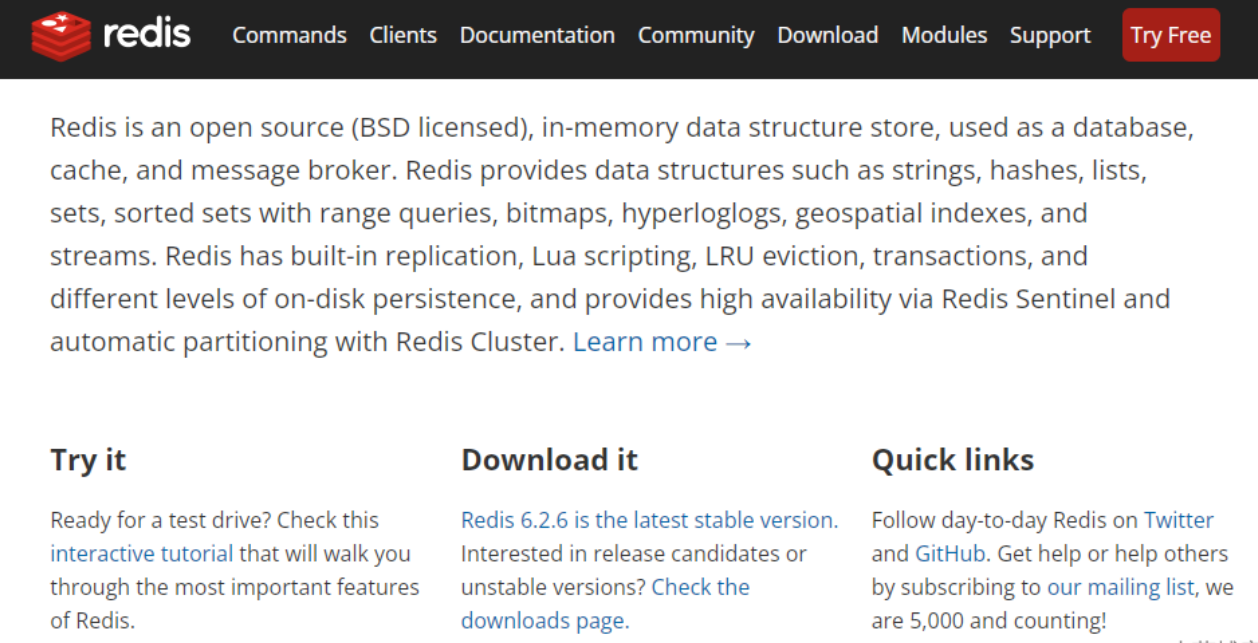 redis Commands Clients Documentation Community Download Modules Support Try Free
Redis is an open source (BSD licensed), in-memory data structure store, used as a database,
cache, and message broker. Redis provides data structures such as strings, hashes, lists,
sets, sorted sets with range queries, bitmaps, hyperloglogs, geospatial indexes, and
streams. Redis has built-in replication, Lua scripting, LRU eviction, transactions, and
different levels of on-disk persistence, and provides high availability via Redis Sentinel and
automatic partitioning with Redis Cluster. Learn more →
Try it
Ready for a test drive? Check this
interactive tutorial that will walk you
through the most important features
of Redis.
Download it
Redis 6.2.6 is the latest stable version.
Interested in release candidates or
unstable versions? Check the
downloads page.
Quick links
Follow day-to-day Redis on Twitter
and GitHub. Get help or help others
by subscribing to our mailing list, we
are 5,000 and counting!